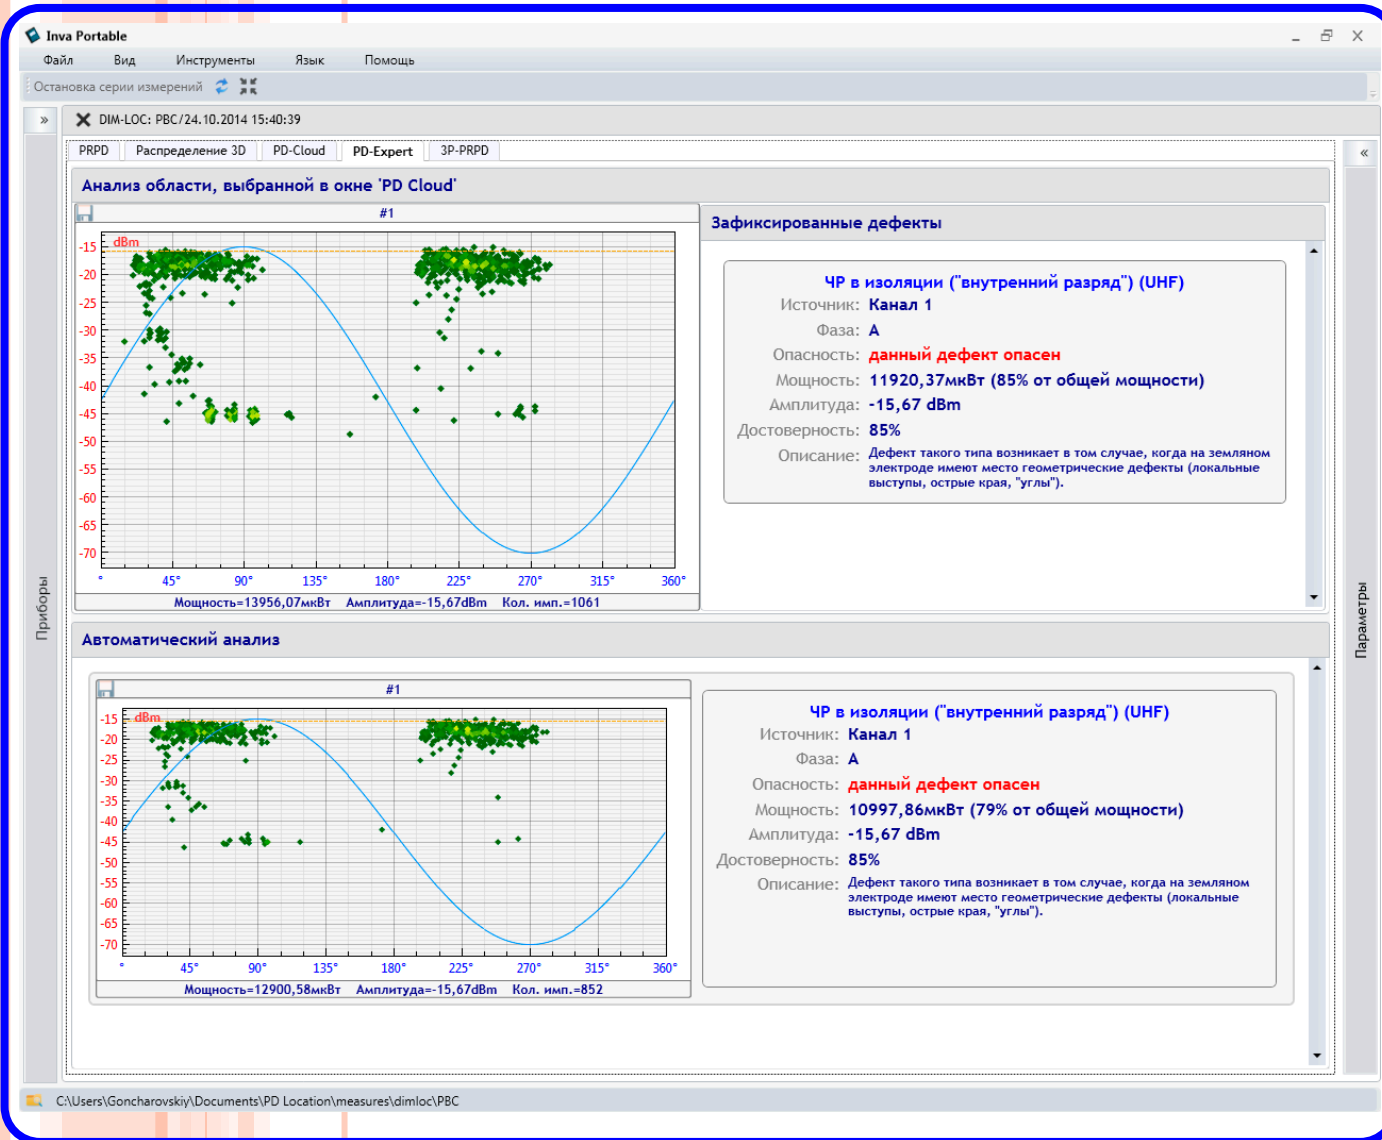 Inva Portable
Файл Вид Инструменты Язык Помощь
Остановка серии измерений
DIM-LOC: PBC/24.10.2014 15:40:39
PRPD Распределение 3D PD-Cloud PD-Expert 3P-PRPD
Анализ области, выбранной в окне 'PD Cloud'
#1
dBm
-15
-20
-25
-30
-35
-40
-45
-50
-55
-60
-65
-70
° 45° 90° 135° 180° 225° 270° 315° 360°
Мощность=13956,07мкВт Амплитуда=-15,67dBm Кол. имп.=1061
Зафиксированные дефекты
ЧР в изоляции ("внутренний разряд") (UHF)
Источник: Канал 1
Фаза: A
Опасность: данный дефект опасен
Мощность: 11920,37мкВт (85% от общей мощности)
Амплитуда: -15,67 dBm
Достоверность: 85%
Описание: Дефект такого типа возникает в том случае, когда на земляном
электроде имеют место геометрические дефекты (локальные
выступы, острые края, "углы").
Приборы
Параметры
Автоматический анализ
#1
dBm
-15
-20
-25
-30
-35
-40
-45
-50
-55
-60
-65
-70
° 45° 90° 135° 180° 225° 270° 315° 360°
Мощность=12900,58мкВт Амплитуда=-15,67dBm Кол. имп.=852
ЧР в изоляции ("внутренний разряд") (UHF)
Источник: Канал 1
Фаза: A
Опасность: данный дефект опасен
Мощность: 10997,86мкВт (79% от общей мощности)
Амплитуда: -15,67 dBm
Достоверность: 85%
Описание: Дефект такого типа возникает в том случае, когда на земляном
электроде имеют место геометрические дефекты (локальные
выступы, острые края, "углы").
C:\Users\Goncharovskiy\Documents\PD Location\measures\dimloc\PBC